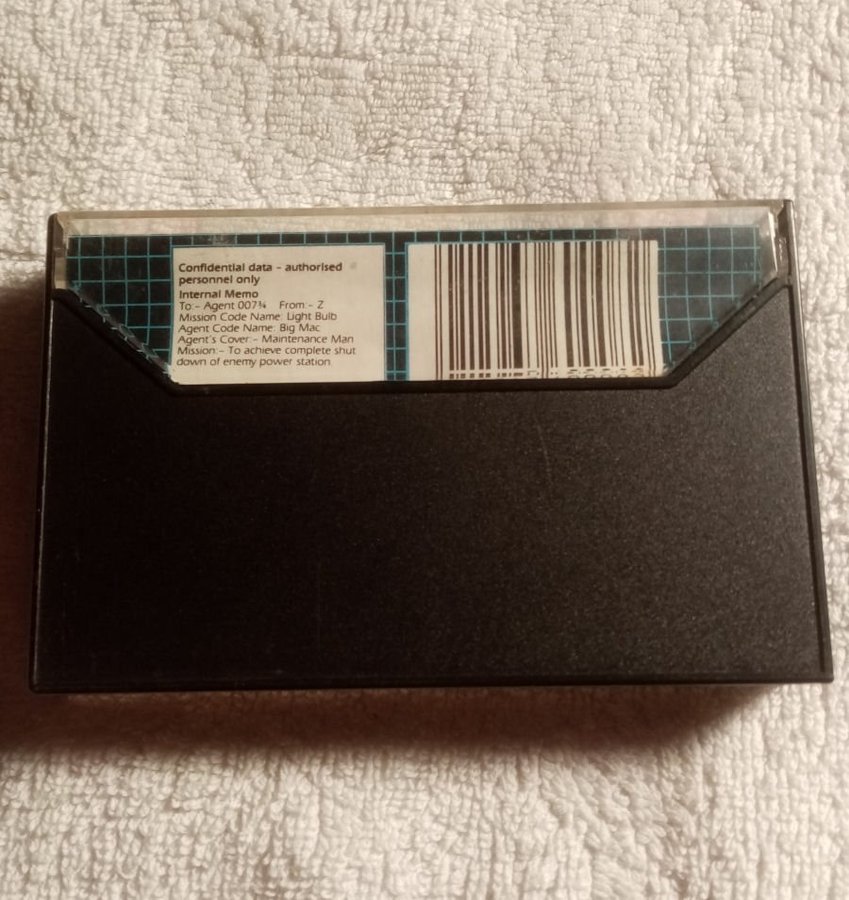 Confidential data - authorised
personnel only
Internal Memo
To:- Agent 007¾ From:- Z
Mission Code Name: Light Bulb
Agent Code Name: Big Mac
Agent's Cover:- Maintenance Man
Mission:- To achieve complete shut
down of enemy power station